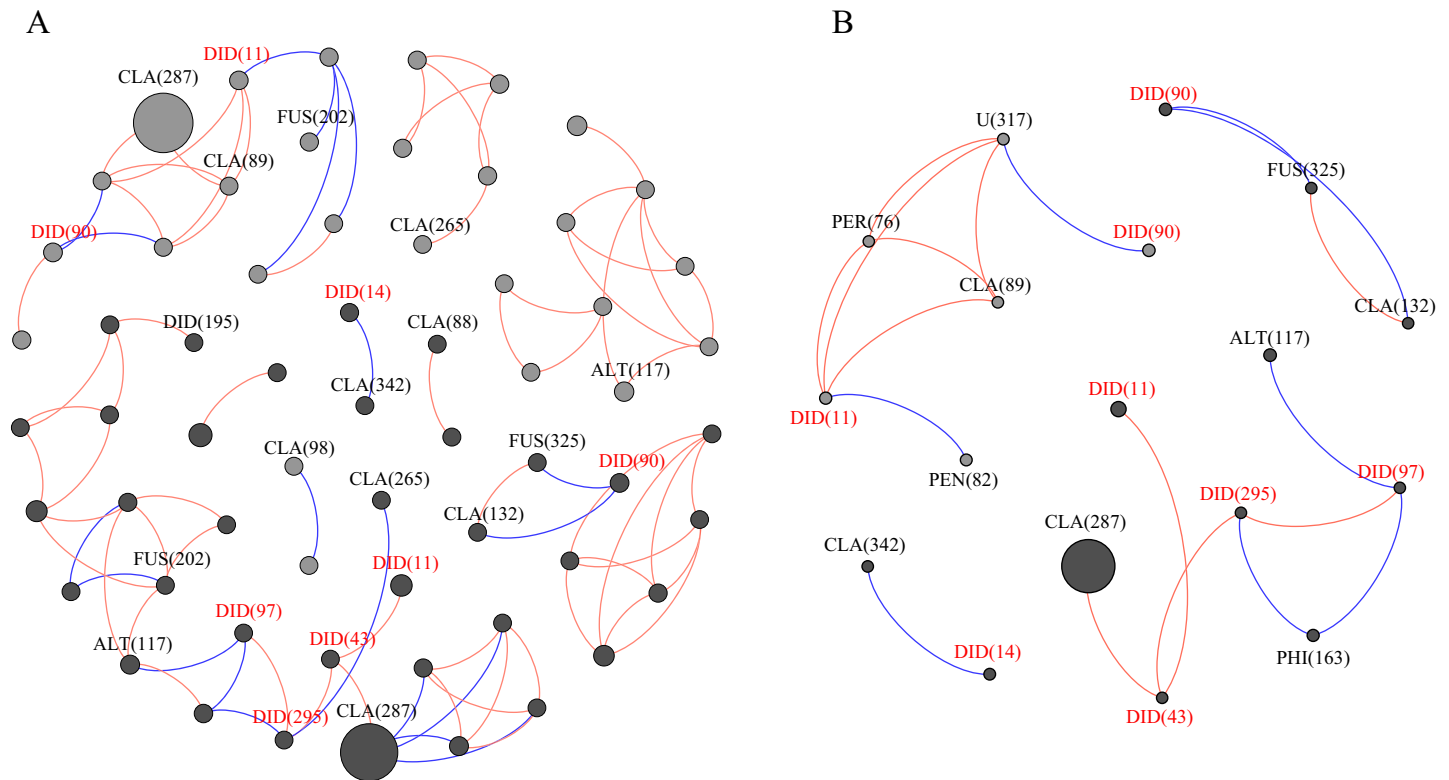 A
DID(11)
CLA(287)
FUS(202)
CLA(89)
DID(90)
CLA(265)
DID(14)
DID(195)
CLA(88)
CLA(342)
ALT(117)
CLA(98)
FUS(325)
DID(90)
CLA(265)
CLA(132)
FUS(202)
DID(11)
DID(97)
ALT(117)
DID(43)
DID(295)
CLA(287)
B
DID(90)
U(317)
FUS(325)
PER(76)
DID(90)
CLA(89)
CLA(132)
ALT(117)
DID(11)
DID(11)
PEN(82)
DID(97)
DID(295)
CLA(287)
CLA(342)
DID(14)
PHI(163)
DID(43)